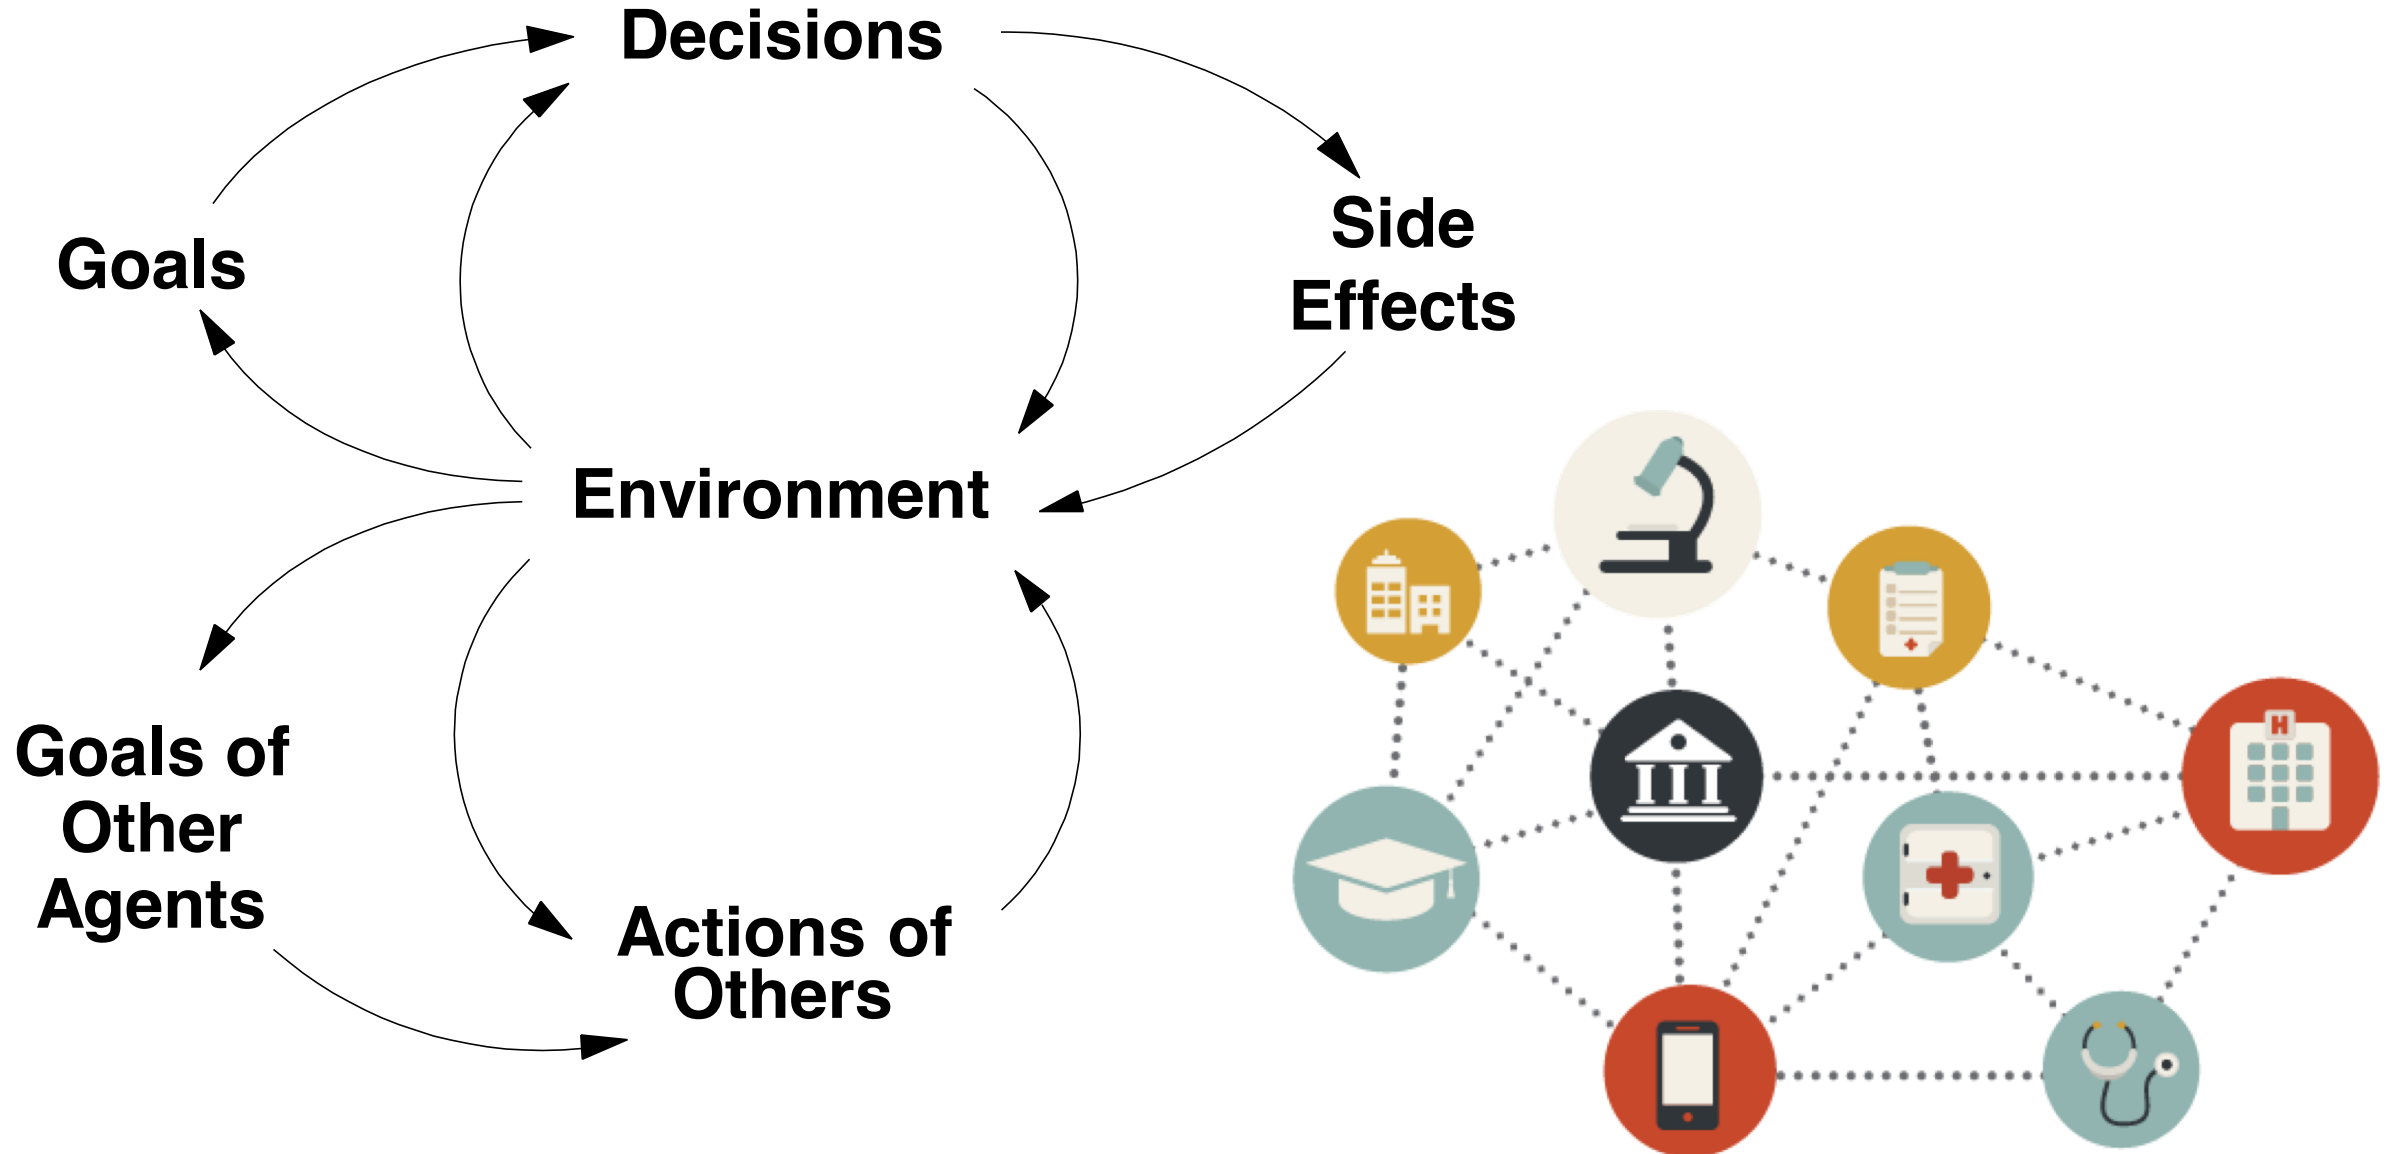 Decisions
Side
Effects
Goals
Environment
Goals of
Other
Agents
Actions of
Others
H